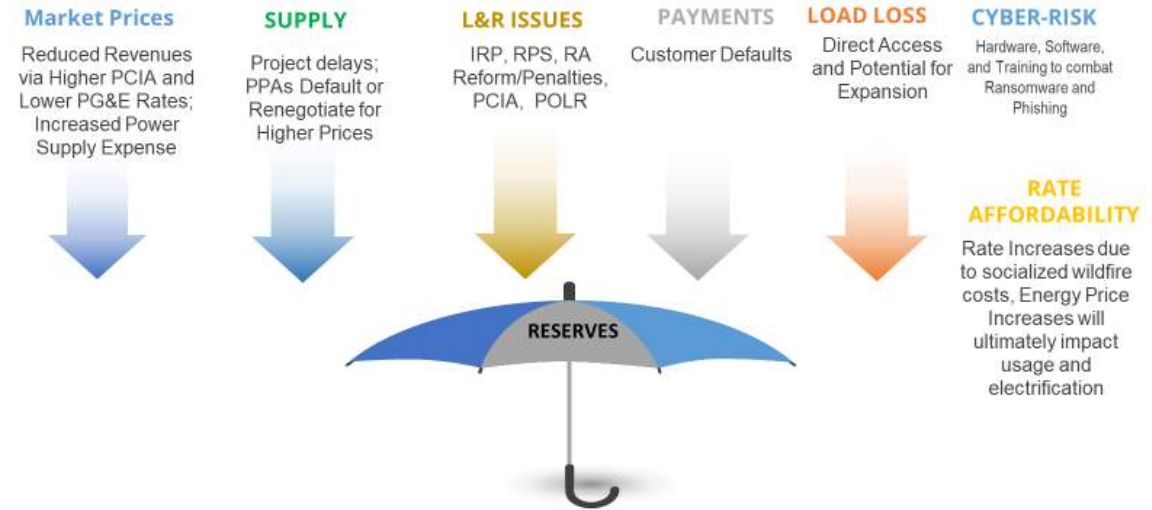 Market Prices
Reduced Revenues
via Higher PCIA and
Lower PG&E Rates;
Increased Power
Supply Expense
SUPPLY
Project delays;
PPAs Default or
Renegotiate for
Higher Prices
L&R ISSUES
IRP, RPS, RA
Reform/Penalties,
PCIA, POLR
PAYMENTS
Customer Defaults
LOAD LOSS
Direct Access
and Potential for
Expansion
CYBER-RISK
Hardware, Software,
and Training to combat
Ransomware and
Phishing
RATE
AFFORDABILITY
Rate Increases due
to socialized wildfire
costs, Energy Price
Increases will
ultimately impact
usage and
electrification
RESERVES